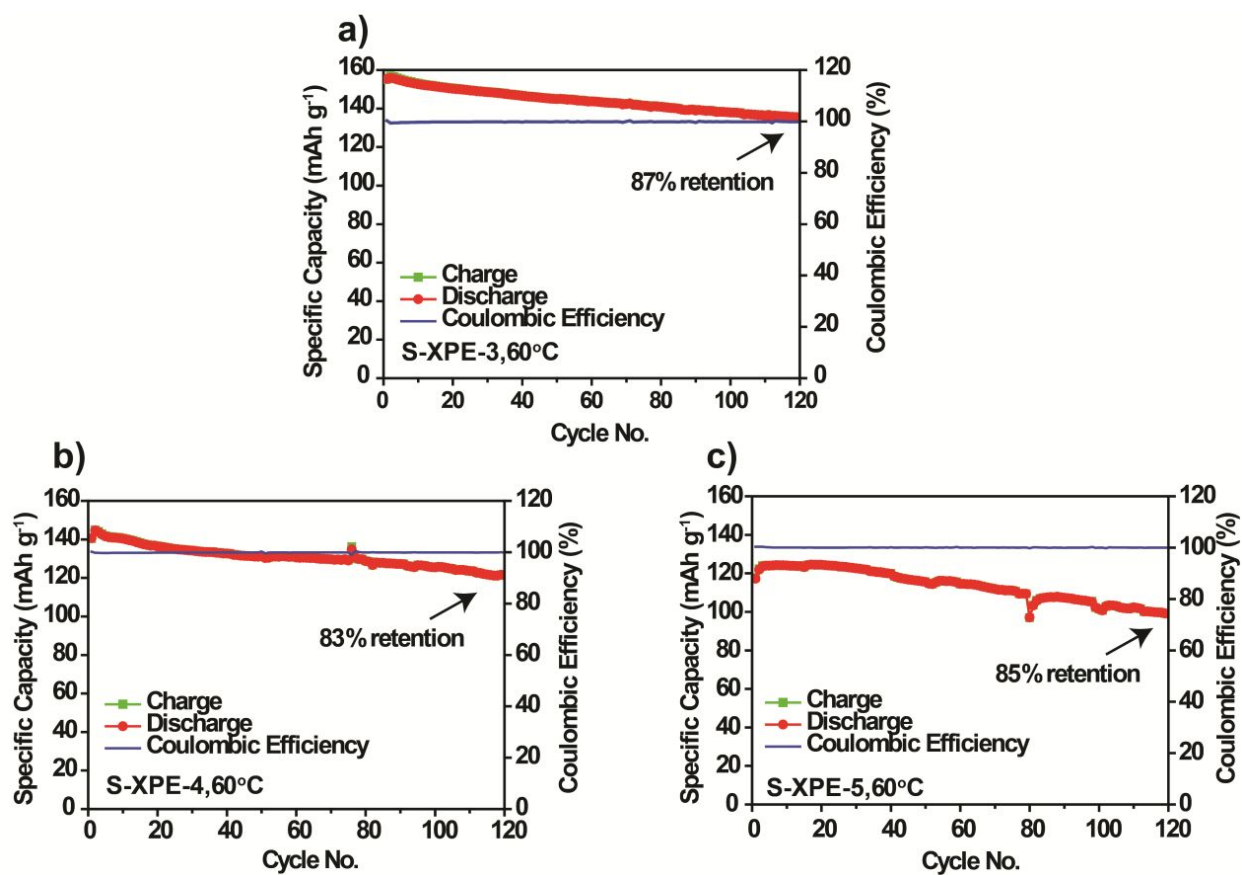 a)
Specific Capacity (mAh g⁻¹)
160
140
120
100
80
60
40
20
0
120
100
80
60
40
20
0
Coulombic Efficiency (%)
87% retention
Charge
Discharge
Coulombic Efficiency
S-XPE-3,60°C
0 20 40 60 80 100 120
Cycle No.
b)
Specific Capacity (mAh g⁻¹)
160
140
120
100
80
60
40
20
0
120
100
80
60
40
20
0
Coulombic Efficiency (%)
83% retention
Charge
Discharge
Coulombic Efficiency
S-XPE-4,60°C
0 20 40 60 80 100 120
Cycle No.
c)
Specific Capacity (mAh g⁻¹)
160
140
120
100
80
60
40
20
0
120
100
80
60
40
20
0
Coulombic Efficiency (%)
85% retention
Charge
Discharge
Coulombic Efficiency
S-XPE-5,60°C
0 20 40 60 80 100 120
Cycle No.